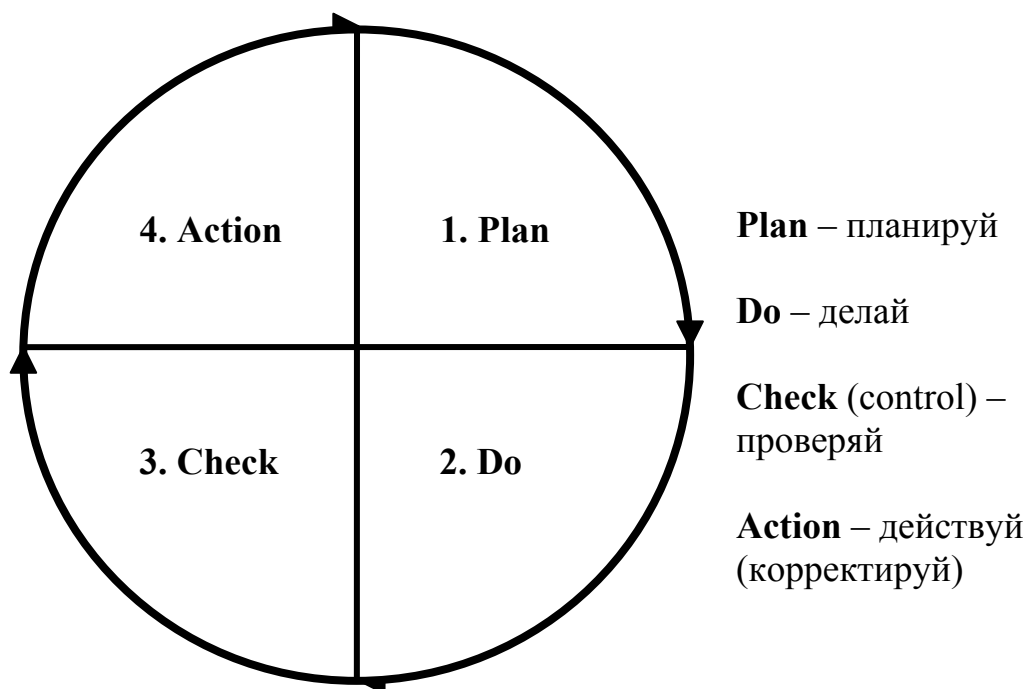 4. Action
1. Plan
3. Check
2. Do
Plan – планируй
Do – делай
Check (control) –
проверяй
Action – действуй
(корректируй)